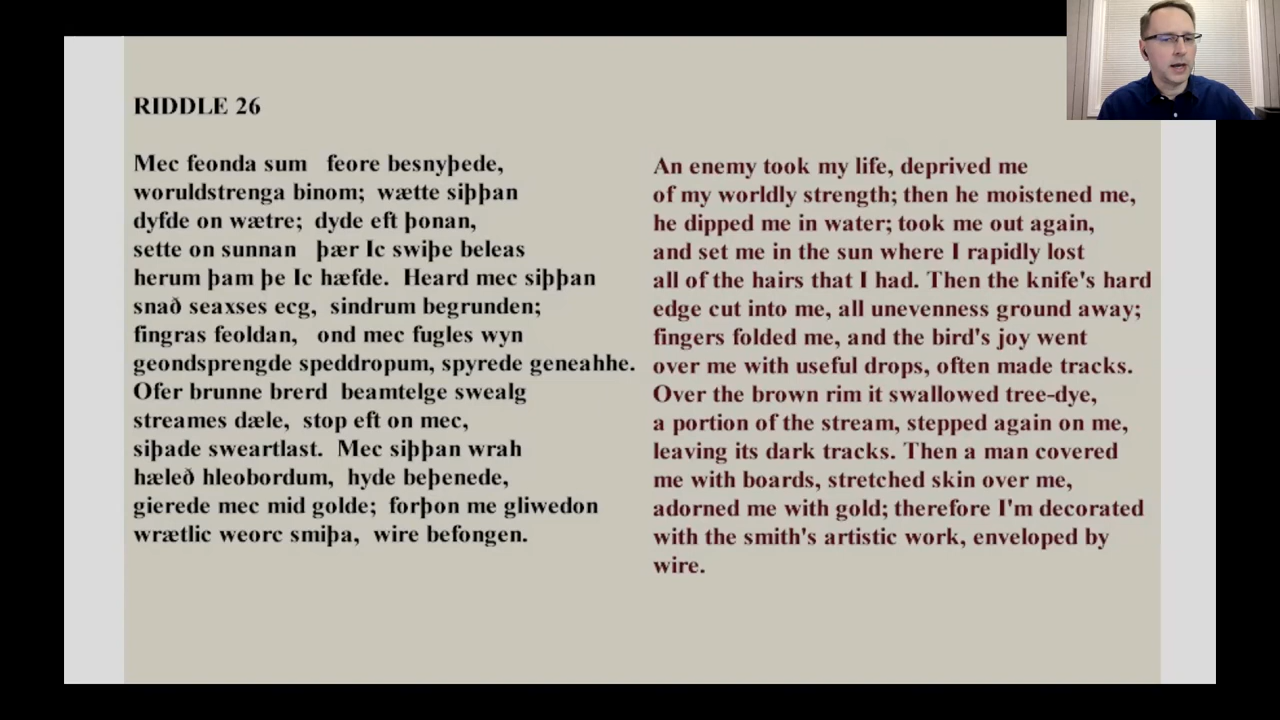 RIDDLE 26
Mec feonda sum feore besnyþede,
woruldstrenga binom; wætte siþþan
dyfde on wætre; dyde eft þonan,
sette on sunnan þær Ic swiþe beleas
herum þam þe Ic hæfde. Heard mec siþþan
snað seaxses ecg, sindrum begrunden;
fingras feoldan, ond mec fugles wyn
geondsprengde speddropum, spyrede geneahhe.
Ofer brunne brerd beamtelge swealg
streames dæle, stop eft on mec,
siþade sweartlast. Mec siþþan wrah
hæleð hleobordum, hyde beþenede,
gierede mec mid golde; forþon me gliwedon
wrætlic weorc smiþa, wire befongen.
An enemy took my life, deprived me
of my worldly strength; then he moistened me,
he dipped me in water; took me out again,
and set me in the sun where I rapidly lost
all of the hairs that I had. Then the knife's hard
edge cut into me, all unevenness ground away;
fingers folded me, and the bird's joy went
over me with useful drops, often made tracks.
Over the brown rim it swallowed tree-dye,
a portion of the stream, stepped again on me,
leaving its dark tracks. Then a man covered
me with boards, stretched skin over me,
adorned me with gold; therefore I'm decorated
with the smith's artistic work, enveloped by
wire.